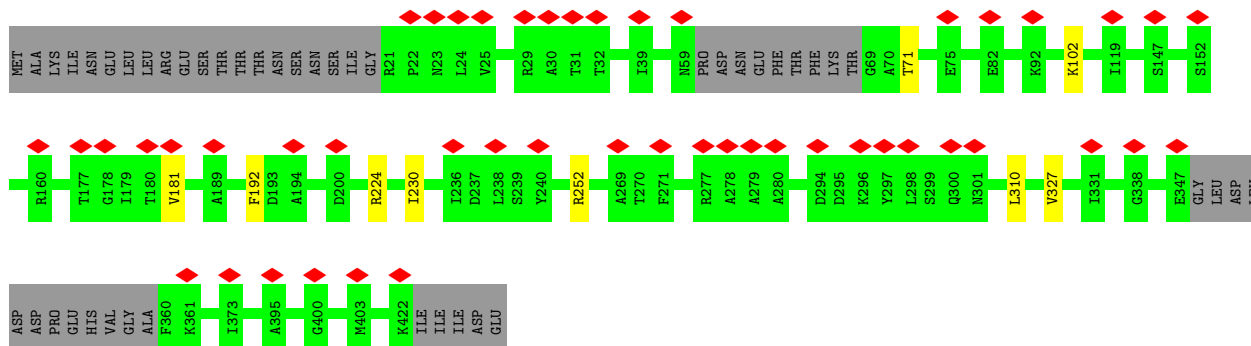 MET ALA LYS ILE ASN GLU LEU LEU ARG GLU SER THR THR THR ASN SER ASN SER ILE GLY R21 P22 N23 L24 V25 R29 A30 T31 T32 I39 N59 PRO ASP ASN GLU PHE THR PHE LYS THR G69 A70 T71 E75 E82 K92 K102 I119 S147 S152
R160 T177 G178 I179 T180 V181 A189 F192 D193 A194 D200 R224 I230 I236 D237 L238 S239 Y240 R252 A269 T270 F271 R277 A278 A279 A280 D294 D295 K296 Y297 L298 S299 Q300 N301 L310 V327 I331 G338 E347 GLY LEU ASP
ASP ASP PRO GLU HIS VAL GLY ALA F360 K361 I373 A395 G400 M403 K422 ILE ILE ILE ASP GLU